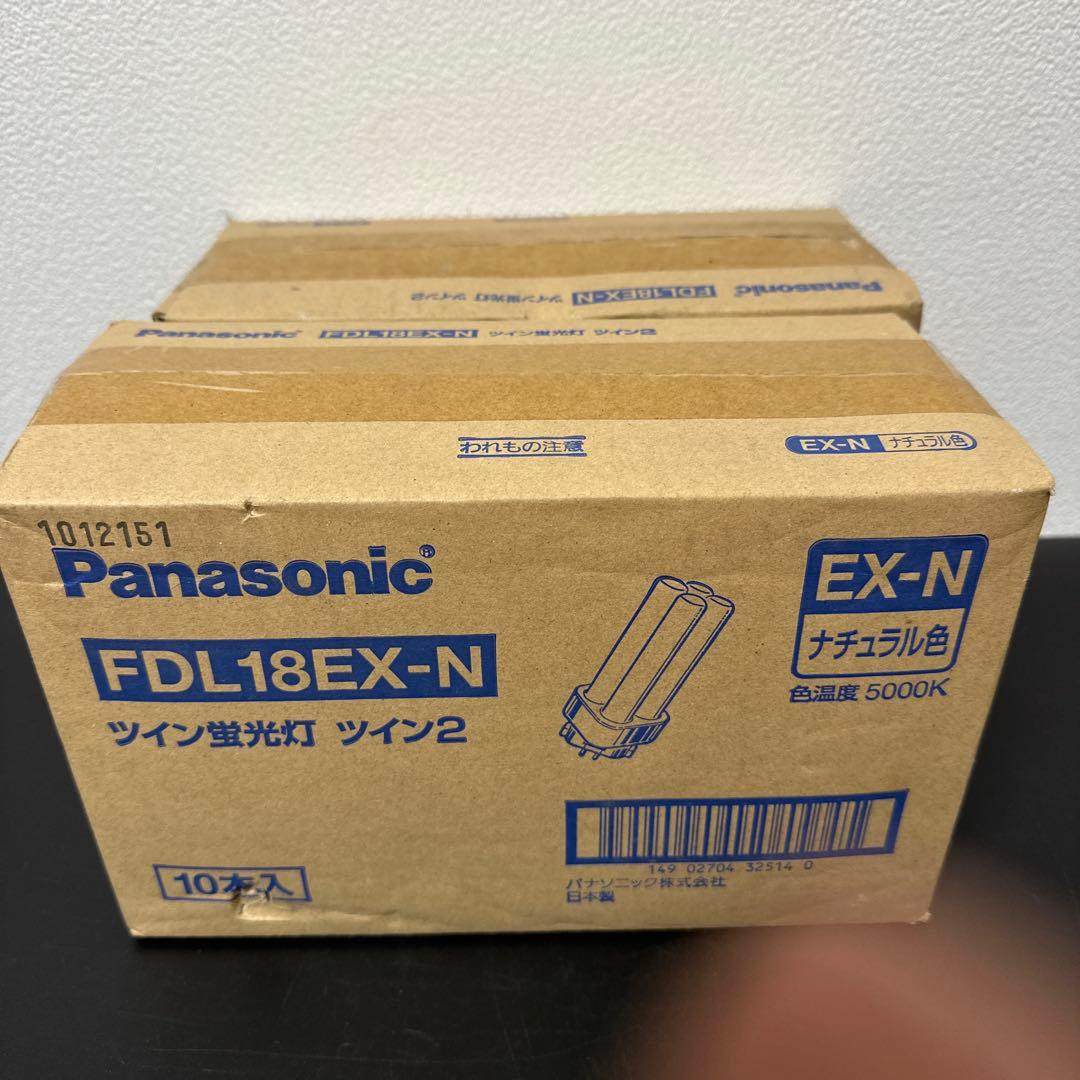 Panasonic FDL18EX-N ツイン蛍光灯 ツイン2
Panasonic FDL18EX-N ツイン蛍光灯 ツイン2
われもの注意
EX-N ナチュラル色
1012151
Panasonic®
FDL18EX-N
ツイン蛍光灯 ツイン2
10本入
EX-N
ナチュラル色
色温度 5000K
149 02704 32514 0
パナソニック株式会社
日本製